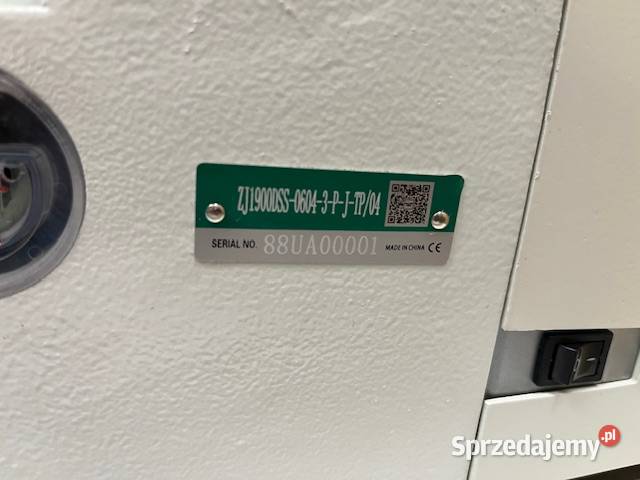 ZJ1900DSS-0604-3-P-J-TP/04
SERIAL NO. 88UA00001 MADE IN CHINA CE
Sprzedajemy.pl